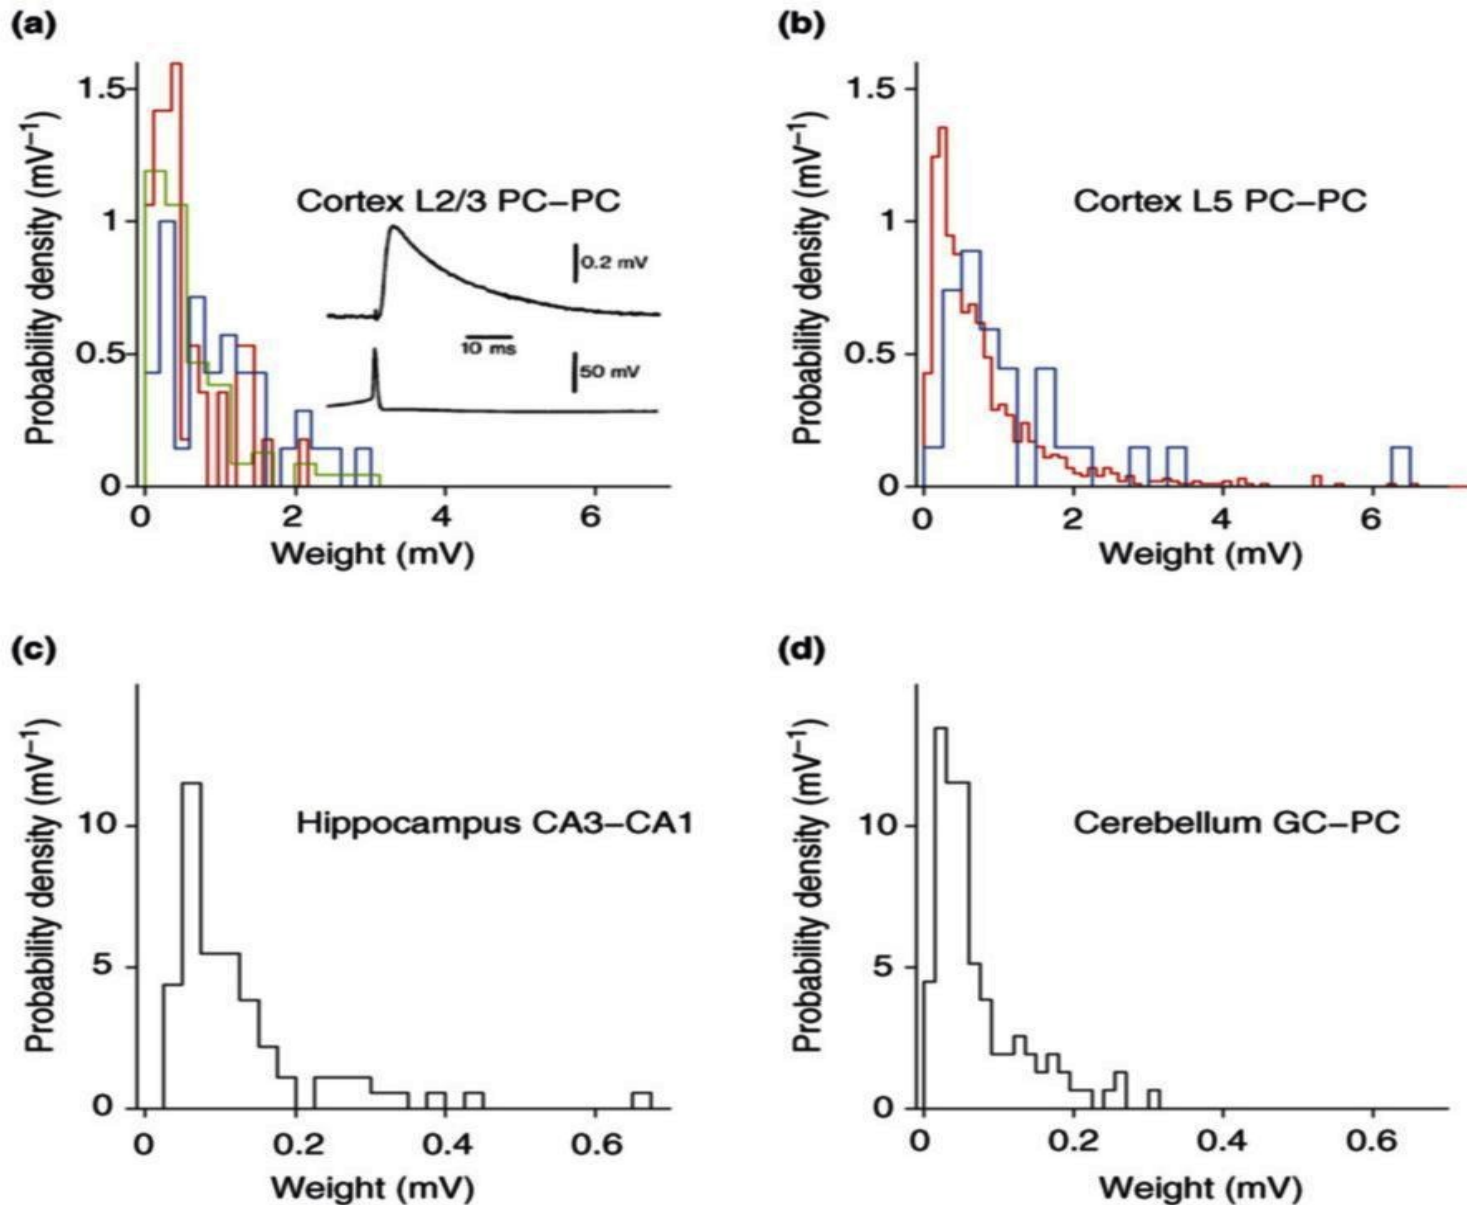 (a)
Probability density (mV⁻¹)
1.5
1
0.5
0
Cortex L2/3 PC–PC
0.2 mV
10 ms
50 mV
0 2 4 6
Weight (mV)
(b)
Probability density (mV⁻¹)
1.5
1
0.5
0
Cortex L5 PC–PC
0 2 4 6
Weight (mV)
(c)
Probability density (mV⁻¹)
10
5
0
Hippocampus CA3–CA1
0 0.2 0.4 0.6
Weight (mV)
(d)
Probability density (mV⁻¹)
10
5
0
Cerebellum GC–PC
0 0.2 0.4 0.6
Weight (mV)